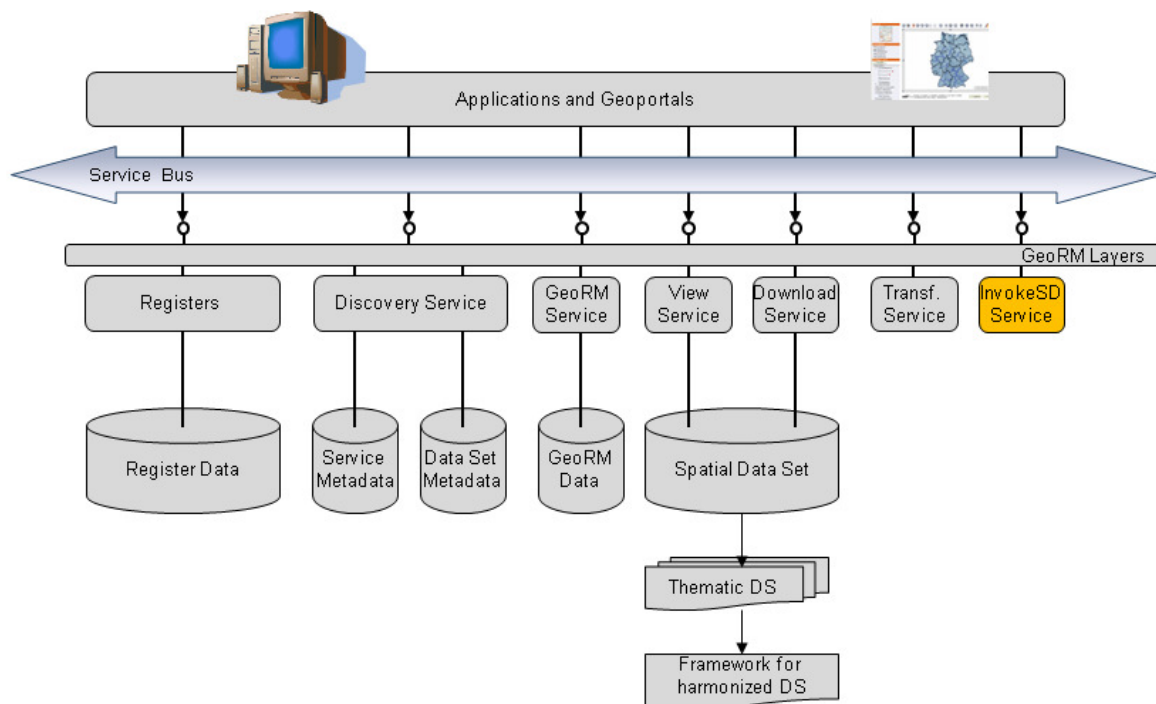 Applications and Geoportals
Service Bus
GeoRM Layers
Registers
Discovery Service
GeoRM
Service
View
Service
Download
Service
Transf.
Service
InvokeSD
Service
Register Data
Service
Metadata
Data Set
Metadata
GeoRM
Data
Spatial Data Set
Thematic DS
Framework for
harmonized DS